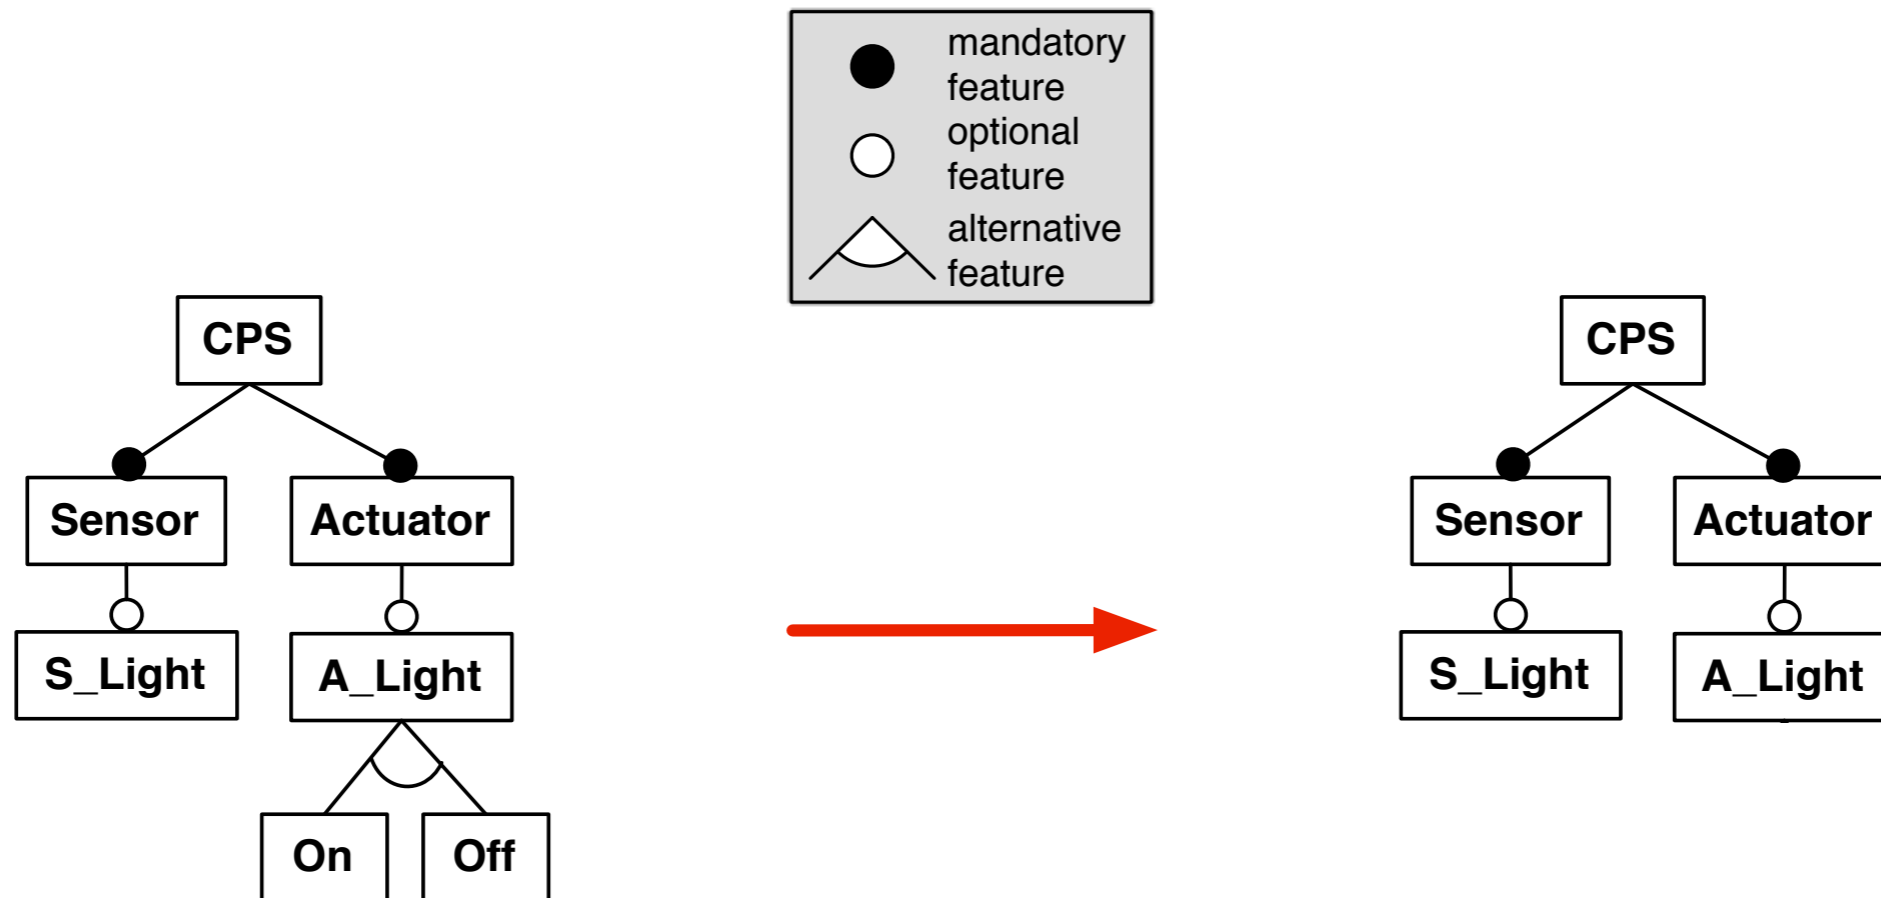 mandatory
feature
optional
feature
alternative
feature
CPS
Sensor
Actuator
S_Light
A_Light
On
Off
CPS
Sensor
Actuator
S_Light
A_Light